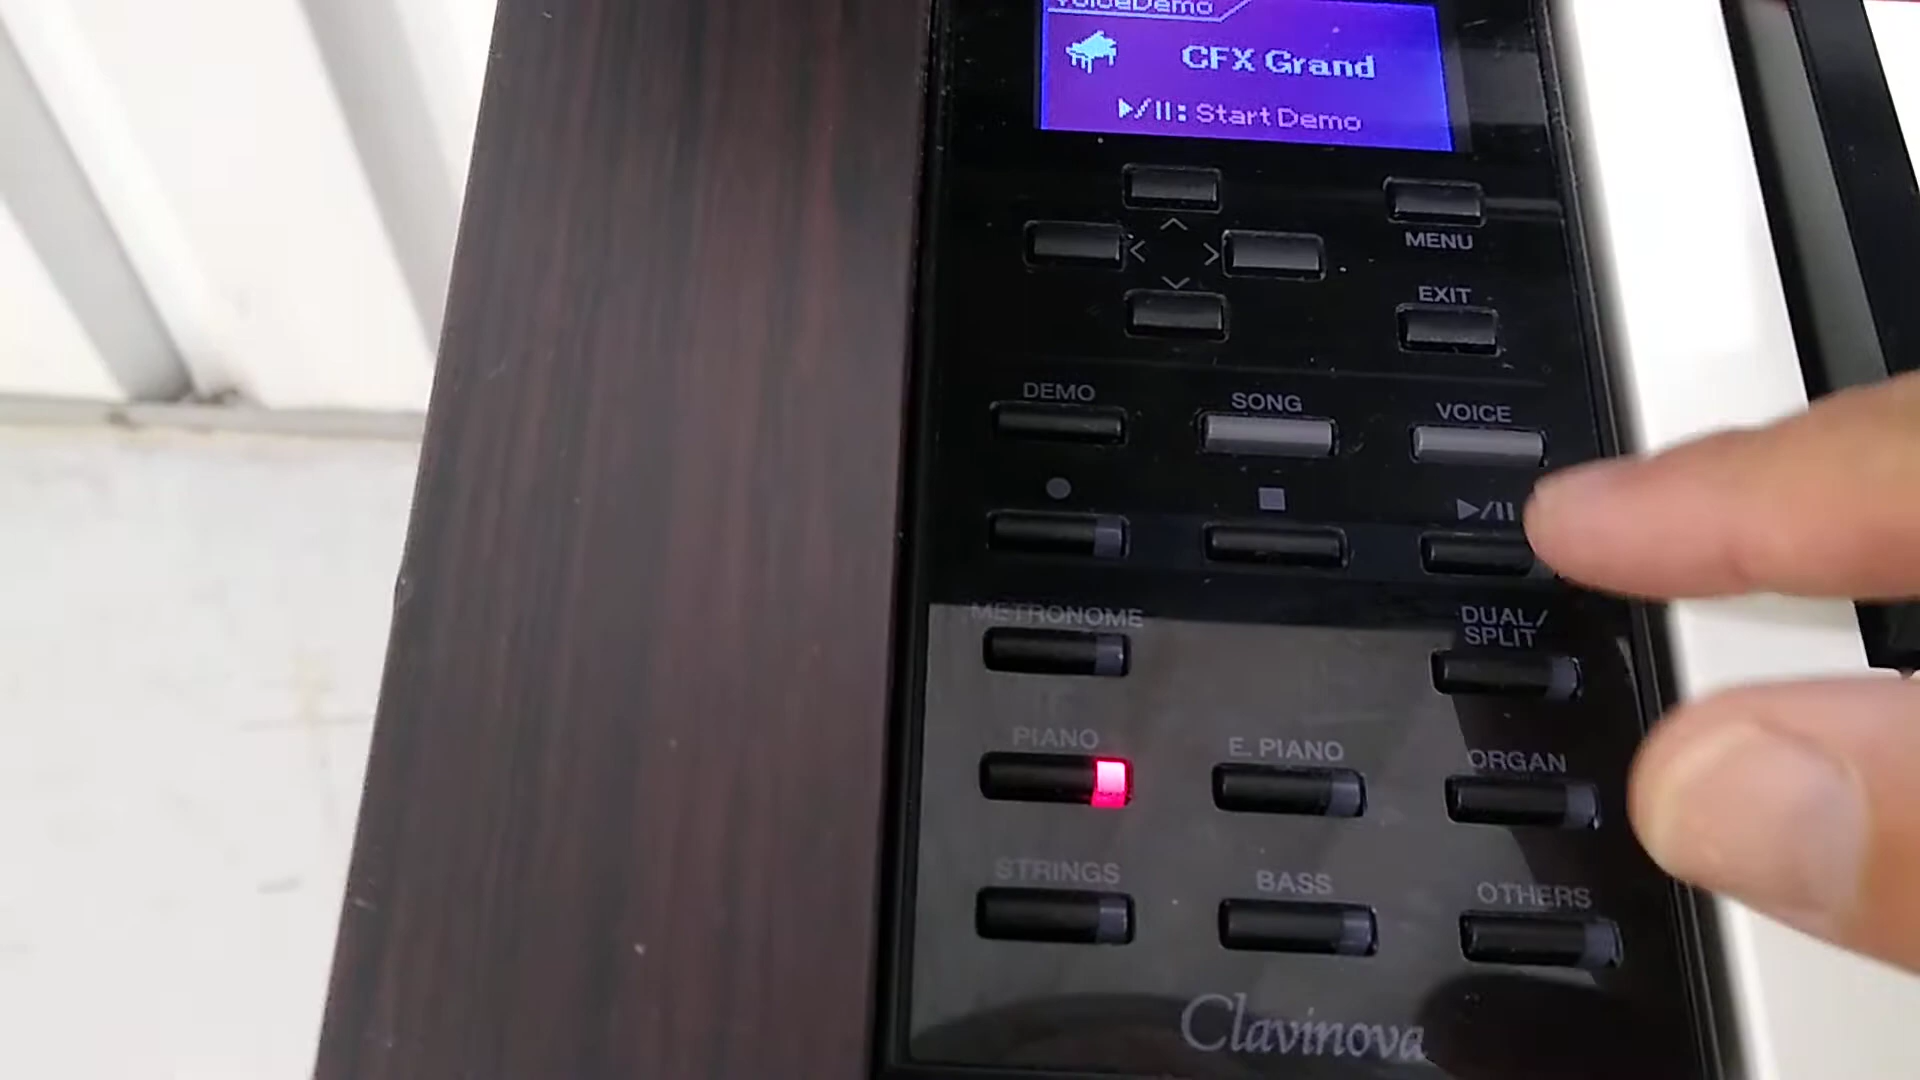 VoiceDemo
CFX Grand
▶/II: Start Demo
MENU
EXIT
DEMO
SONG
VOICE
▶/II
METRONOME
DUAL/
SPLIT
PIANO
E. PIANO
ORGAN
STRINGS
BASS
OTHERS
Clavinova